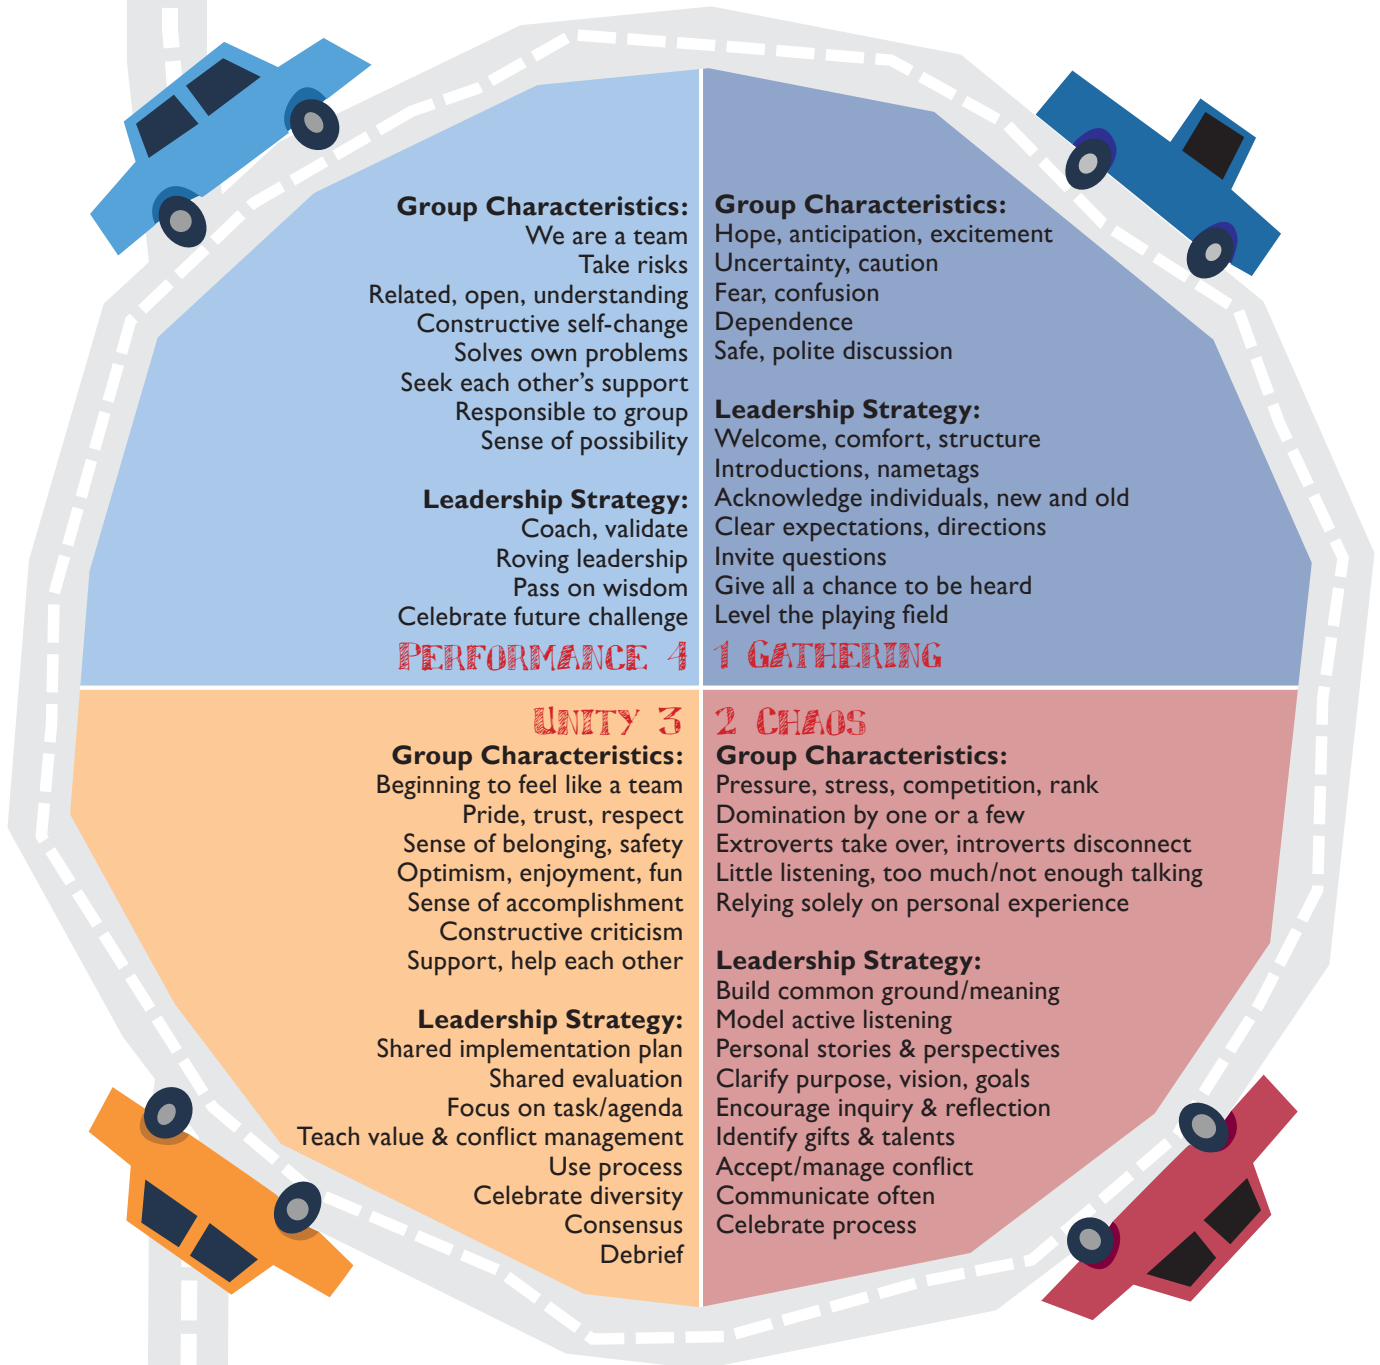 Group Characteristics:
Hope, anticipation, excitement
Uncertainty, caution
Fear, confusion
Dependence
Safe, polite discussion
Leadership Strategy:
Welcome, comfort, structure
Introductions, nametags
Acknowledge individuals, new and old
Clear expectations, directions
Invite questions
Give all a chance to be heard
Level the playing field
1 GATHERING
2 CHAOS
Group Characteristics:
Pressure, stress, competition, rank
Domination by one or a few
Extroverts take over, introverts disconnect
Little listening, too much/not enough talking
Relying solely on personal experience
Leadership Strategy:
Build common ground/meaning
Model active listening
Personal stories & perspectives
Clarify purpose, vision, goals
Encourage inquiry & reflection
Identify gifts & talents
Accept/manage conflict
Communicate often
Celebrate process
UNITY 3
Group Characteristics:
Beginning to feel like a team
Pride, trust, respect
Sense of belonging, safety
Optimism, enjoyment, fun
Sense of accomplishment
Constructive criticism
Support, help each other
Leadership Strategy:
Shared implementation plan
Shared evaluation
Focus on task/agenda
Teach value & conflict management
Use process
Celebrate diversity
Consensus
Debrief
Group Characteristics:
We are a team
Take risks
Related, open, understanding
Constructive self-change
Solves own problems
Seek each other’s support
Responsible to group
Sense of possibility
Leadership Strategy:
Coach, validate
Roving leadership
Pass on wisdom
Celebrate future challenge
PERFORMANCE 4